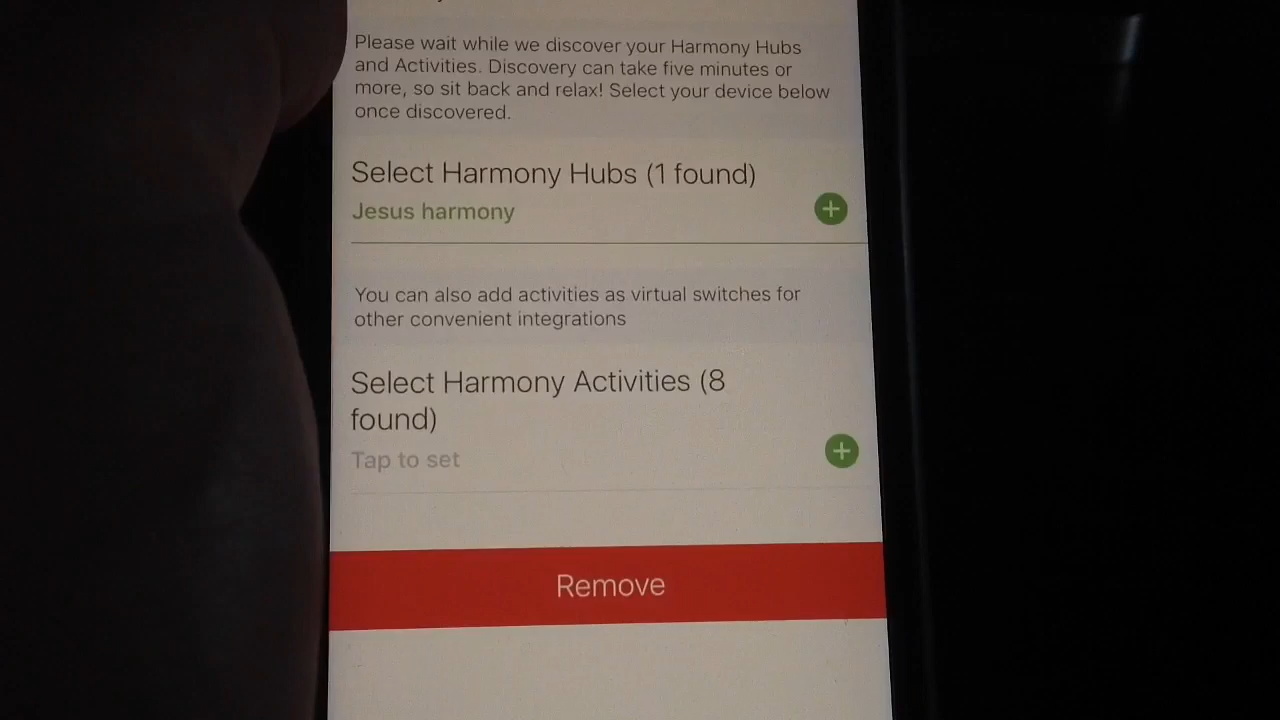 Please wait while we discover your Harmony Hubs
and Activities. Discovery can take five minutes or
more, so sit back and relax! Select your device below
once discovered.
Select Harmony Hubs (1 found)
Jesus harmony
You can also add activities as virtual switches for
other convenient integrations
Select Harmony Activities (8
found)
Tap to set
Remove